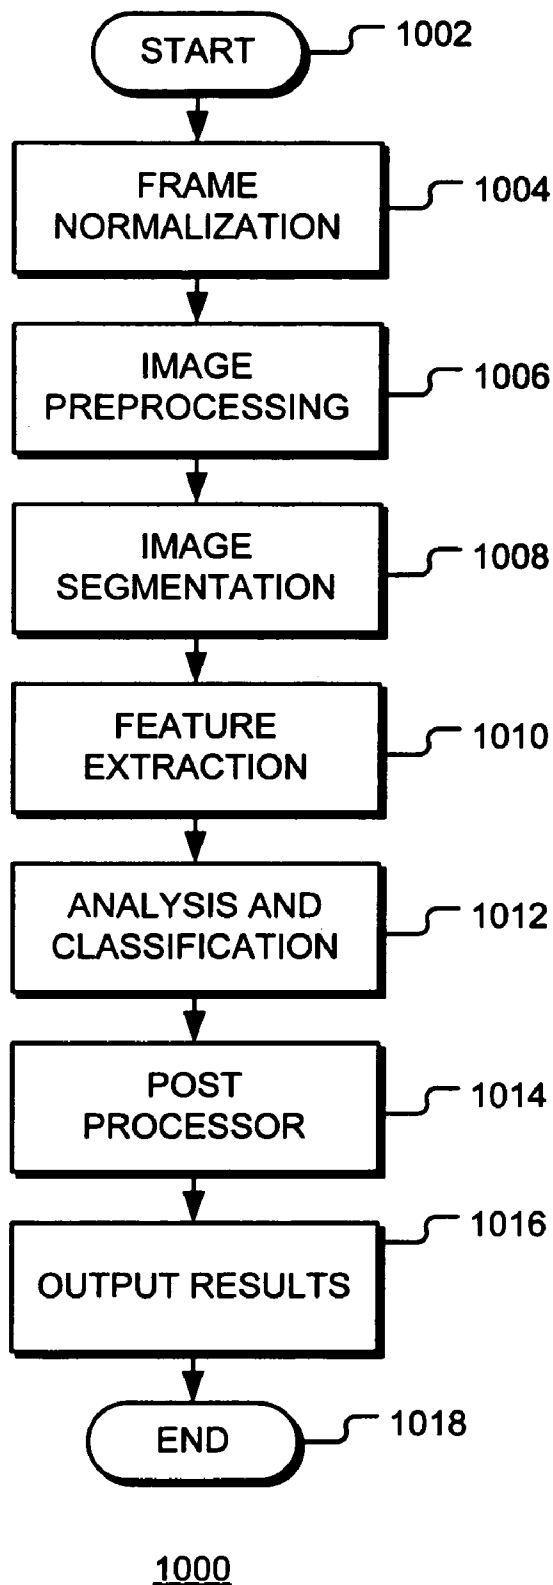 START
1002
FRAME
NORMALIZATION
1004
IMAGE
PREPROCESSING
1006
IMAGE
SEGMENTATION
1008
FEATURE
EXTRACTION
1010
ANALYSIS AND
CLASSIFICATION
1012
POST
PROCESSOR
1014
OUTPUT RESULTS
1016
END
1018
1000